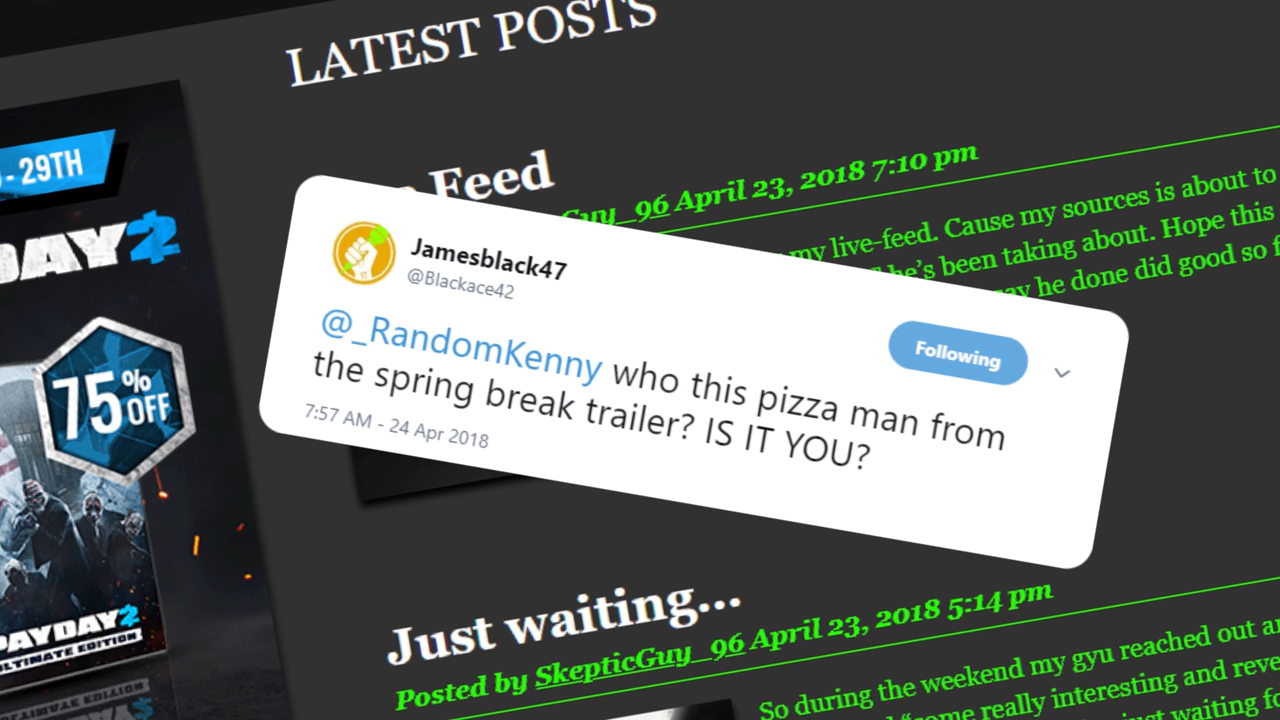 LATEST POSTS
- 29TH
DAY 2
75% OFF
PAYDAY 2
ULTIMATE EDITION
Feed
Guy_96 April 23, 2018 7:10 pm
my live-feed. Cause my sources is about to
he's been taking about. Hope this
he done did good so
Jamesblack47
@Blackace42
Following
@_RandomKenny who this pizza man from
the spring break trailer? IS IT YOU?
7:57 AM - 24 Apr 2018
Just waiting...
Posted by SkepticGuy_96 April 23, 2018 5:14 pm
So during the weekend my gyu reached out
"some really interesting and
just waiting